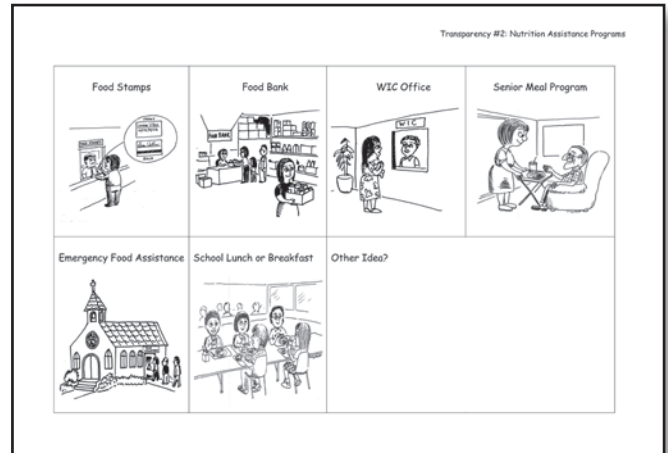 Transparency #2: Nutrition Assistance Programs
Food Stamps
Food Bank
WIC Office
Senior Meal Program
FOOD BANK
WIC
Emergency Food Assistance
School Lunch or Breakfast
Other Idea?